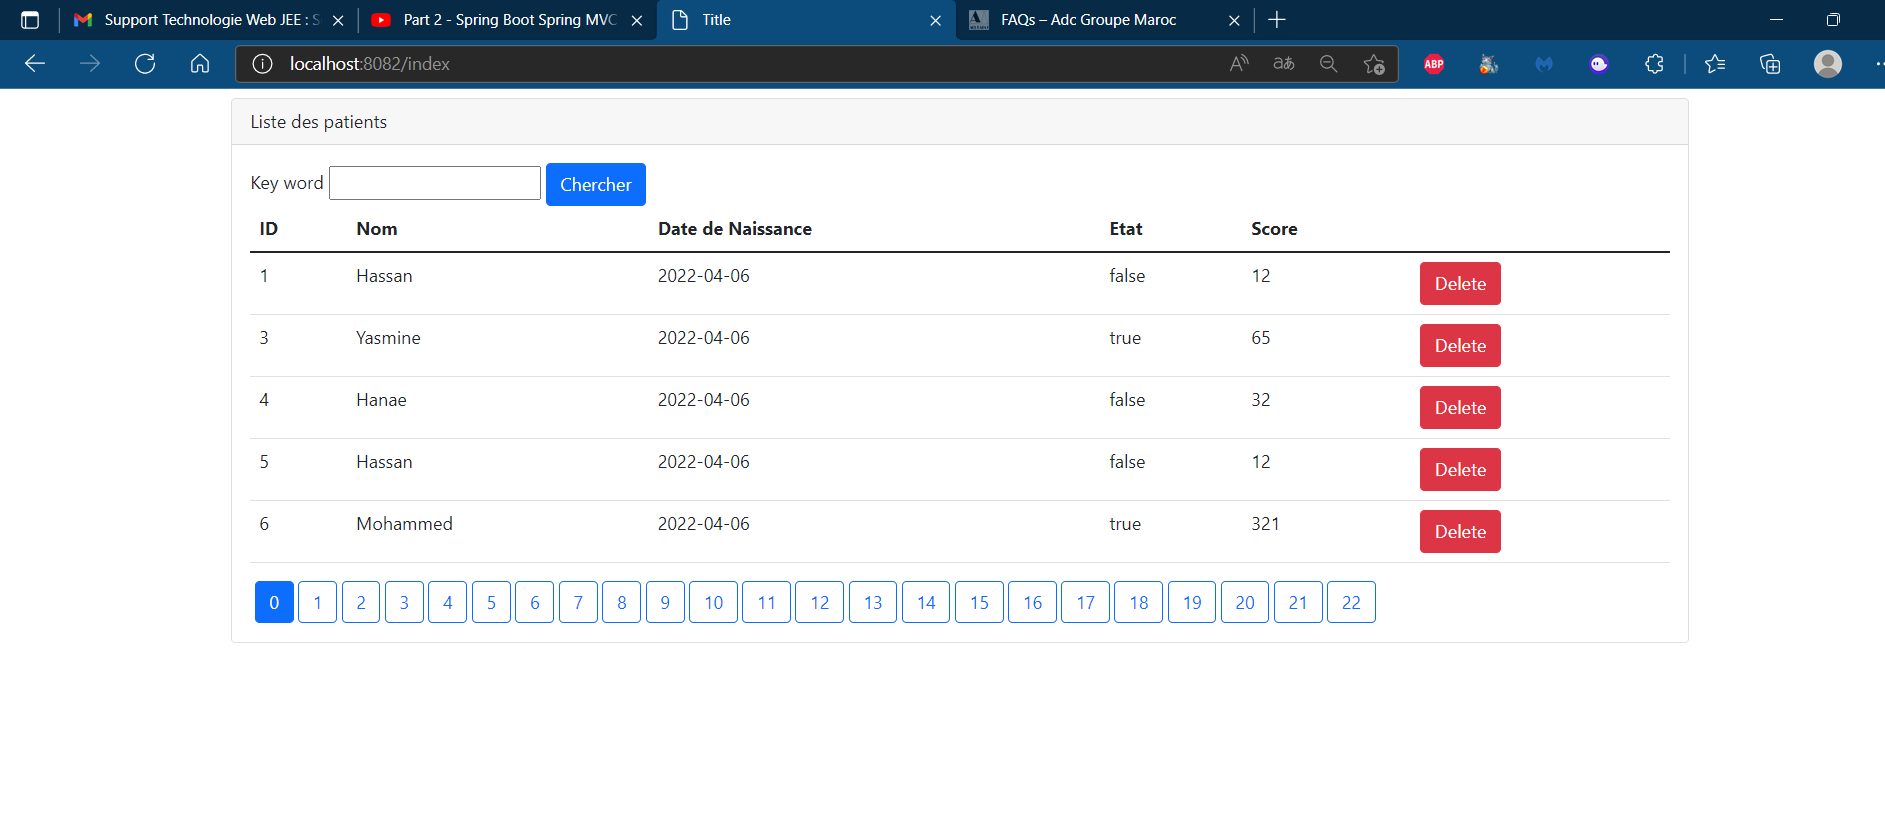 Support Technologie Web JEE : S
Part 2 - Spring Boot Spring MVC
Title
FAQs – Adc Groupe Maroc
localhost:8082/index
aあ
ABP
Liste des patients
Key word Chercher
ID Nom Date de Naissance Etat Score
1 Hassan 2022-04-06 false 12 Delete
3 Yasmine 2022-04-06 true 65 Delete
4 Hanae 2022-04-06 false 32 Delete
5 Hassan 2022-04-06 false 12 Delete
6 Mohammed 2022-04-06 true 321 Delete
0 1 2 3 4 5 6 7 8 9 10 11 12 13 14 15 16 17 18 19 20 21 22